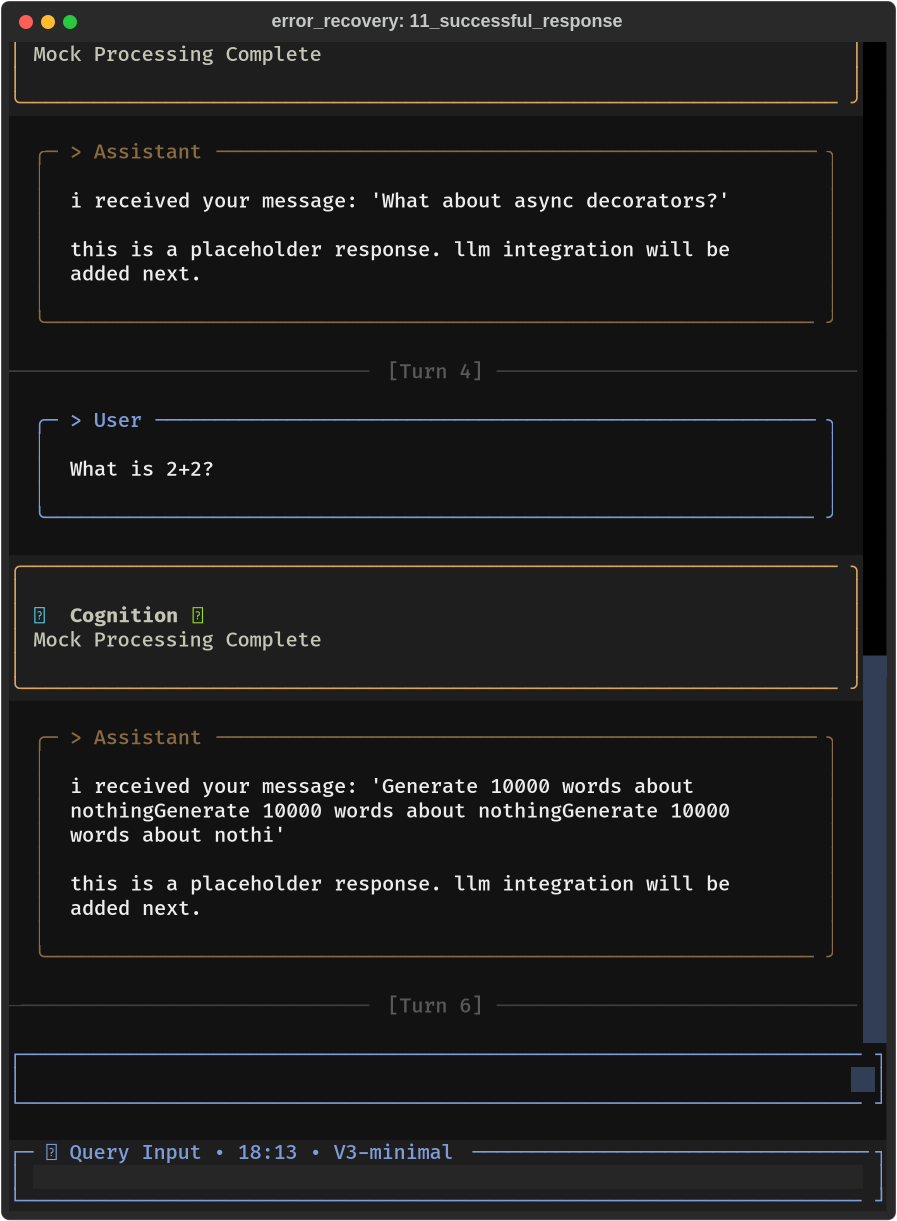 error_recovery: 11_successful_response
Mock Processing Complete
> Assistant
i received your message: 'What about async decorators?'
this is a placeholder response. llm integration will be
added next.
[Turn 4]
> User
What is 2+2?
Cognition
Mock Processing Complete
> Assistant
i received your message: 'Generate 10000 words about
nothingGenerate 10000 words about nothingGenerate 10000
words about nothi'
this is a placeholder response. llm integration will be
added next.
[Turn 6]
Query Input • 18:13 • V3-minimal